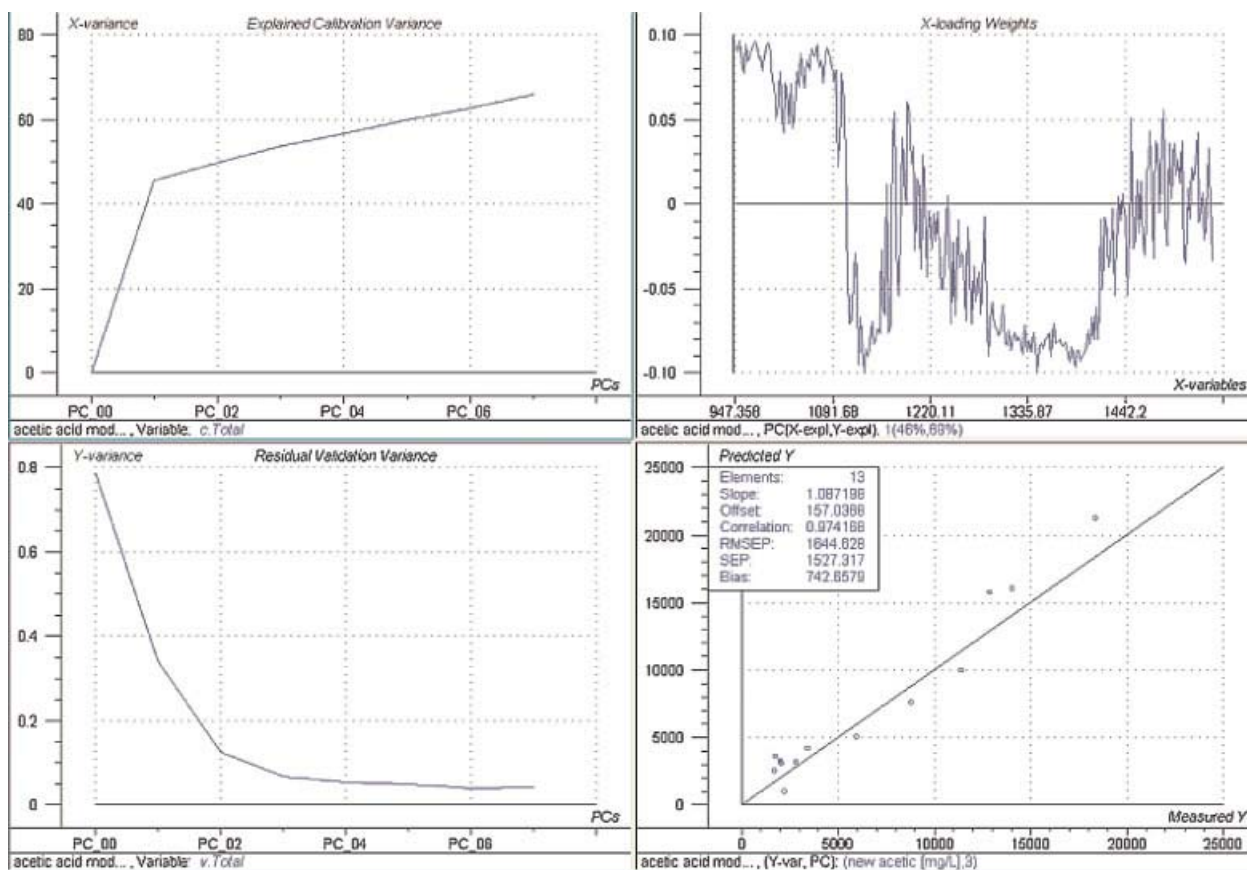 X-variance Explained Calibration Variance
80
60
40
20
0
PCs
PC_00 PC_02 PC_04 PC_06
acetic acid mod... , Variable: c.Total
X-loading Weights
0.10
0.05
0
-0.05
-0.10
X-variables
947.358 1091.68 1220.11 1335.87 1442.2
acetic acid mod... , PC(X-expl,Y-expl): 1(46%,69%)
Y-variance Residual Validation Variance
0.8
0.6
0.4
0.2
0
PCs
PC_00 PC_02 PC_04 PC_06
acetic acid mod... , Variable: v.Total
25000 Predicted Y
Elements: 13
Slope: 1.087198
Offset: 157.0368
Correlation: 0.974168
RMSEP: 1644.628
SEP: 1527.317
Bias: 742.6579
20000
15000
10000
5000
0
Measured Y
0 5000 10000 15000 20000 25000
acetic acid mod... , (Y-var, PC): (new acetic [mg/L],3)